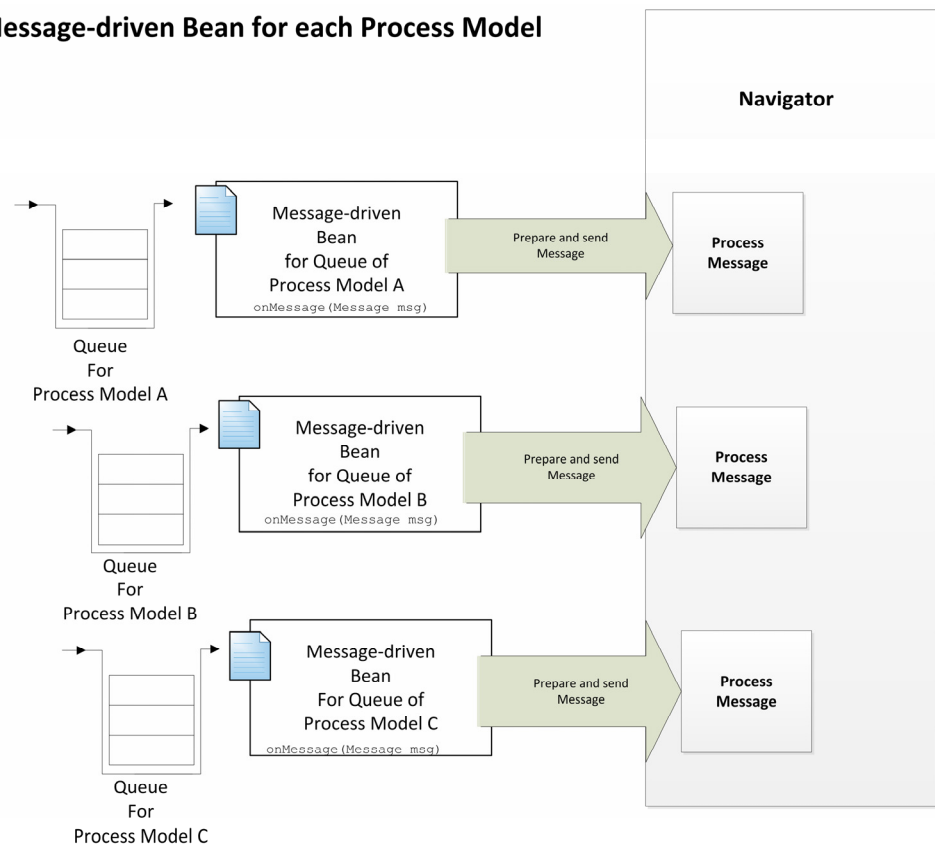 essage-driven Bean for each Process Model
Navigator
Message-driven
Bean
for Queue of
Process Model A
onMessage(Message msg)
Prepare and send
Message
Process
Message
Queue
For
Process Model A
Message-driven
Bean
for Queue of
Process Model B
onMessage(Message msg)
Prepare and send
Message
Process
Message
Queue
For
Process Model B
Message-driven
Bean
For Queue of
Process Model C
onMessage(Message msg)
Prepare and send
Message
Process
Message
Queue
For
Process Model C